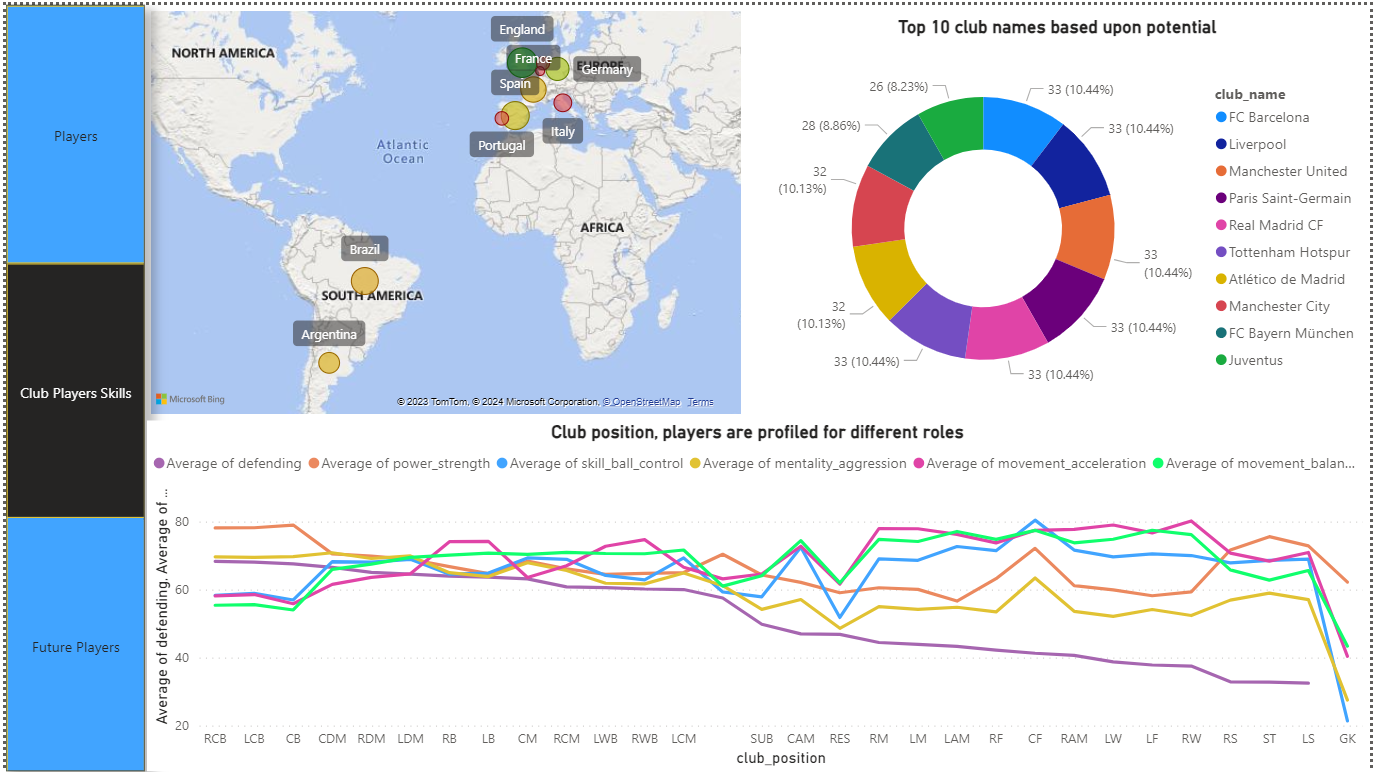 Players
Club Players Skills
Future Players
NORTH AMERICA
Atlantic
Ocean
EUROPE
AFRICA
SOUTH AMERICA
England
France
Germany
Spain
Italy
Portugal
Brazil
Argentina
Microsoft Bing
© 2023 TomTom, © 2024 Microsoft Corporation, © OpenStreetMap Terms
Top 10 club names based upon potential
33 (10.44%)
33 (10.44%)
33
(10.44%)
33 (10.44%)
33 (10.44%)
33 (10.44%)
32
(10.13%)
32
(10.13%)
28 (8.86%)
26 (8.23%)
club_name
FC Barcelona
Liverpool
Manchester United
Paris Saint-Germain
Real Madrid CF
Tottenham Hotspur
Atlético de Madrid
Manchester City
FC Bayern München
Juventus
Club position, players are profiled for different roles
Average of defending Average of power_strength Average of skill_ball_control Average of mentality_aggression Average of movement_acceleration Average of movement_balan...
Average of defending, Average of ...
80
60
40
20
RCB LCB CB CDM RDM LDM RB LB CM RCM LWB RWB LCM SUB CAM RES RM LM LAM RF CF RAM LW LF RW RS ST LS GK
club_position